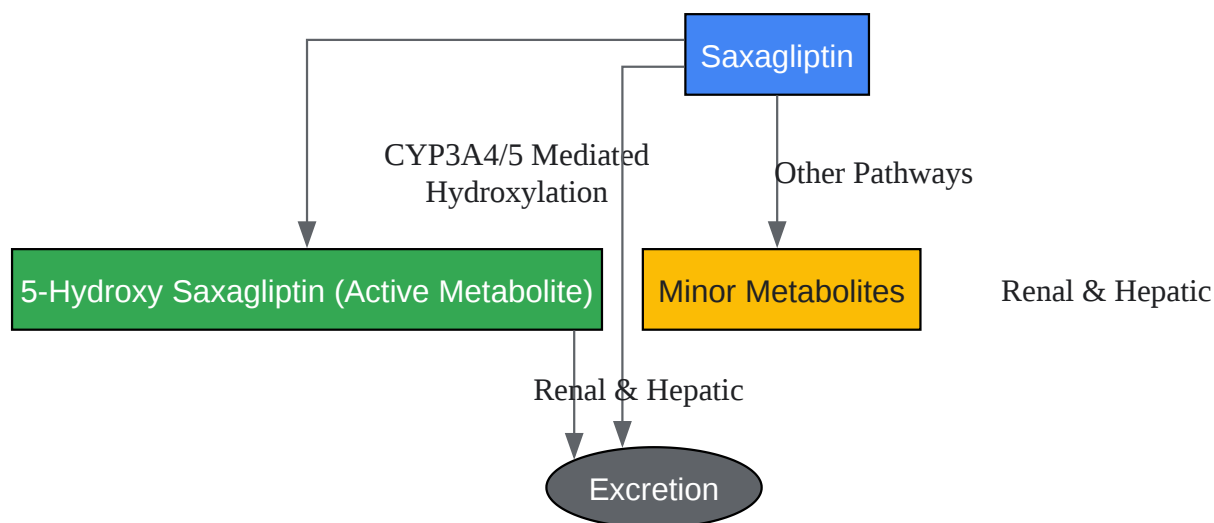 Saxagliptin
CYP3A4/5 Mediated
Hydroxylation
Other Pathways
5-Hydroxy Saxagliptin (Active Metabolite)
Minor Metabolites
Renal & Hepatic
Renal & Hepatic
Excretion